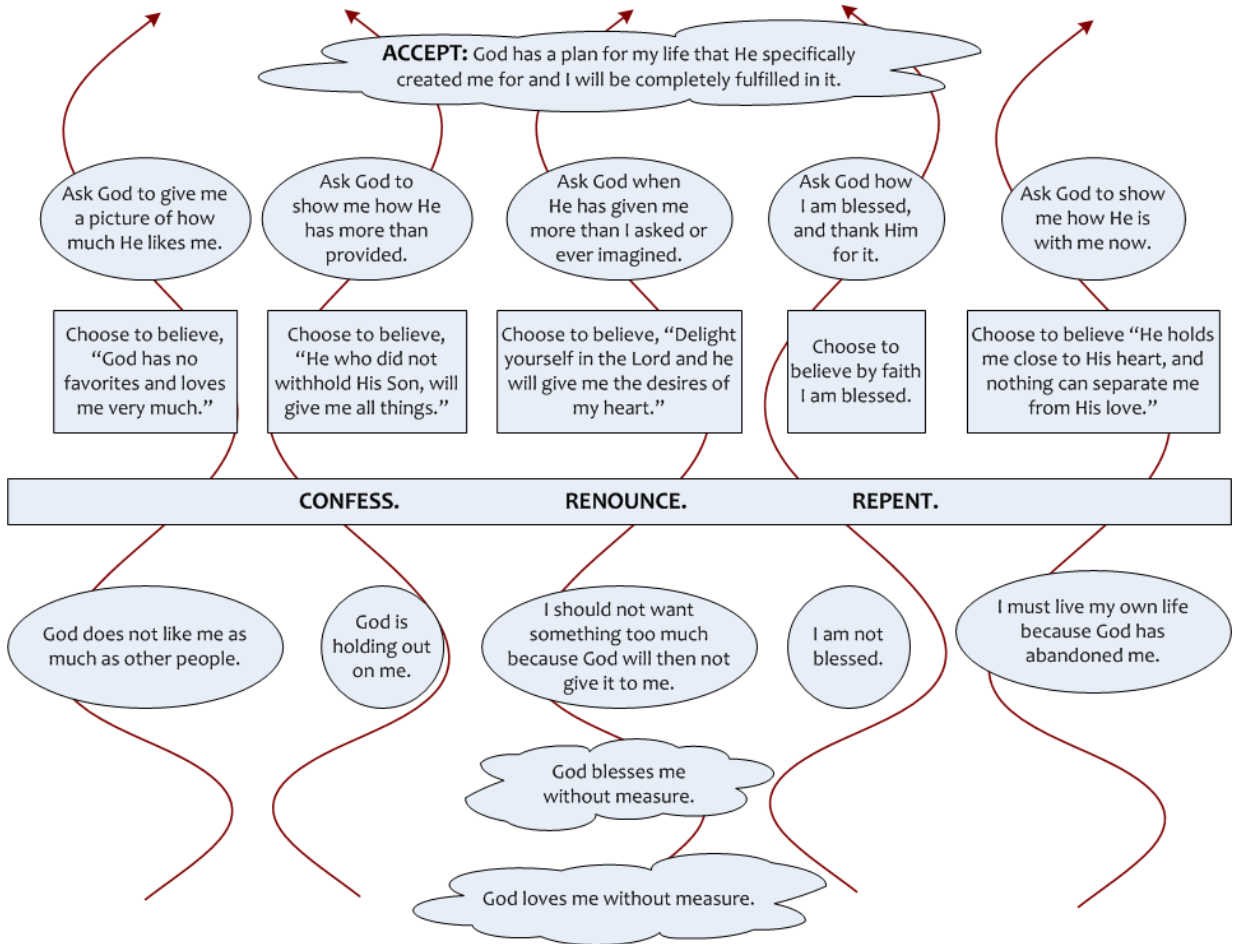 ACCEPT: God has a plan for my life that He specifically
created me for and I will be completely fulfilled in it.
Ask God to give me
a picture of how
much He likes me.
Ask God to
show me how He
has more than
provided.
Ask God when
He has given me
more than I asked or
ever imagined.
Ask God how
I am blessed,
and thank Him
for it.
Ask God to show
me how He is
with me now.
Choose to believe,
“God has no
favorites and loves
me very much.”
Choose to believe,
“He who did not
withhold His Son, will
give me all things.”
Choose to believe, “Delight
yourself in the Lord and he
will give me the desires of
my heart.”
Choose to
believe by faith
I am blessed.
Choose to believe “He holds
me close to His heart, and
nothing can separate me
from His love.”
CONFESS. RENOUNCE. REPENT.
God does not like me as
much as other people.
God is
holding out
on me.
I should not want
something too much
because God will then not
give it to me.
I am not
blessed.
I must live my own life
because God has
abandoned me.
God blesses me
without measure.
God loves me without measure.